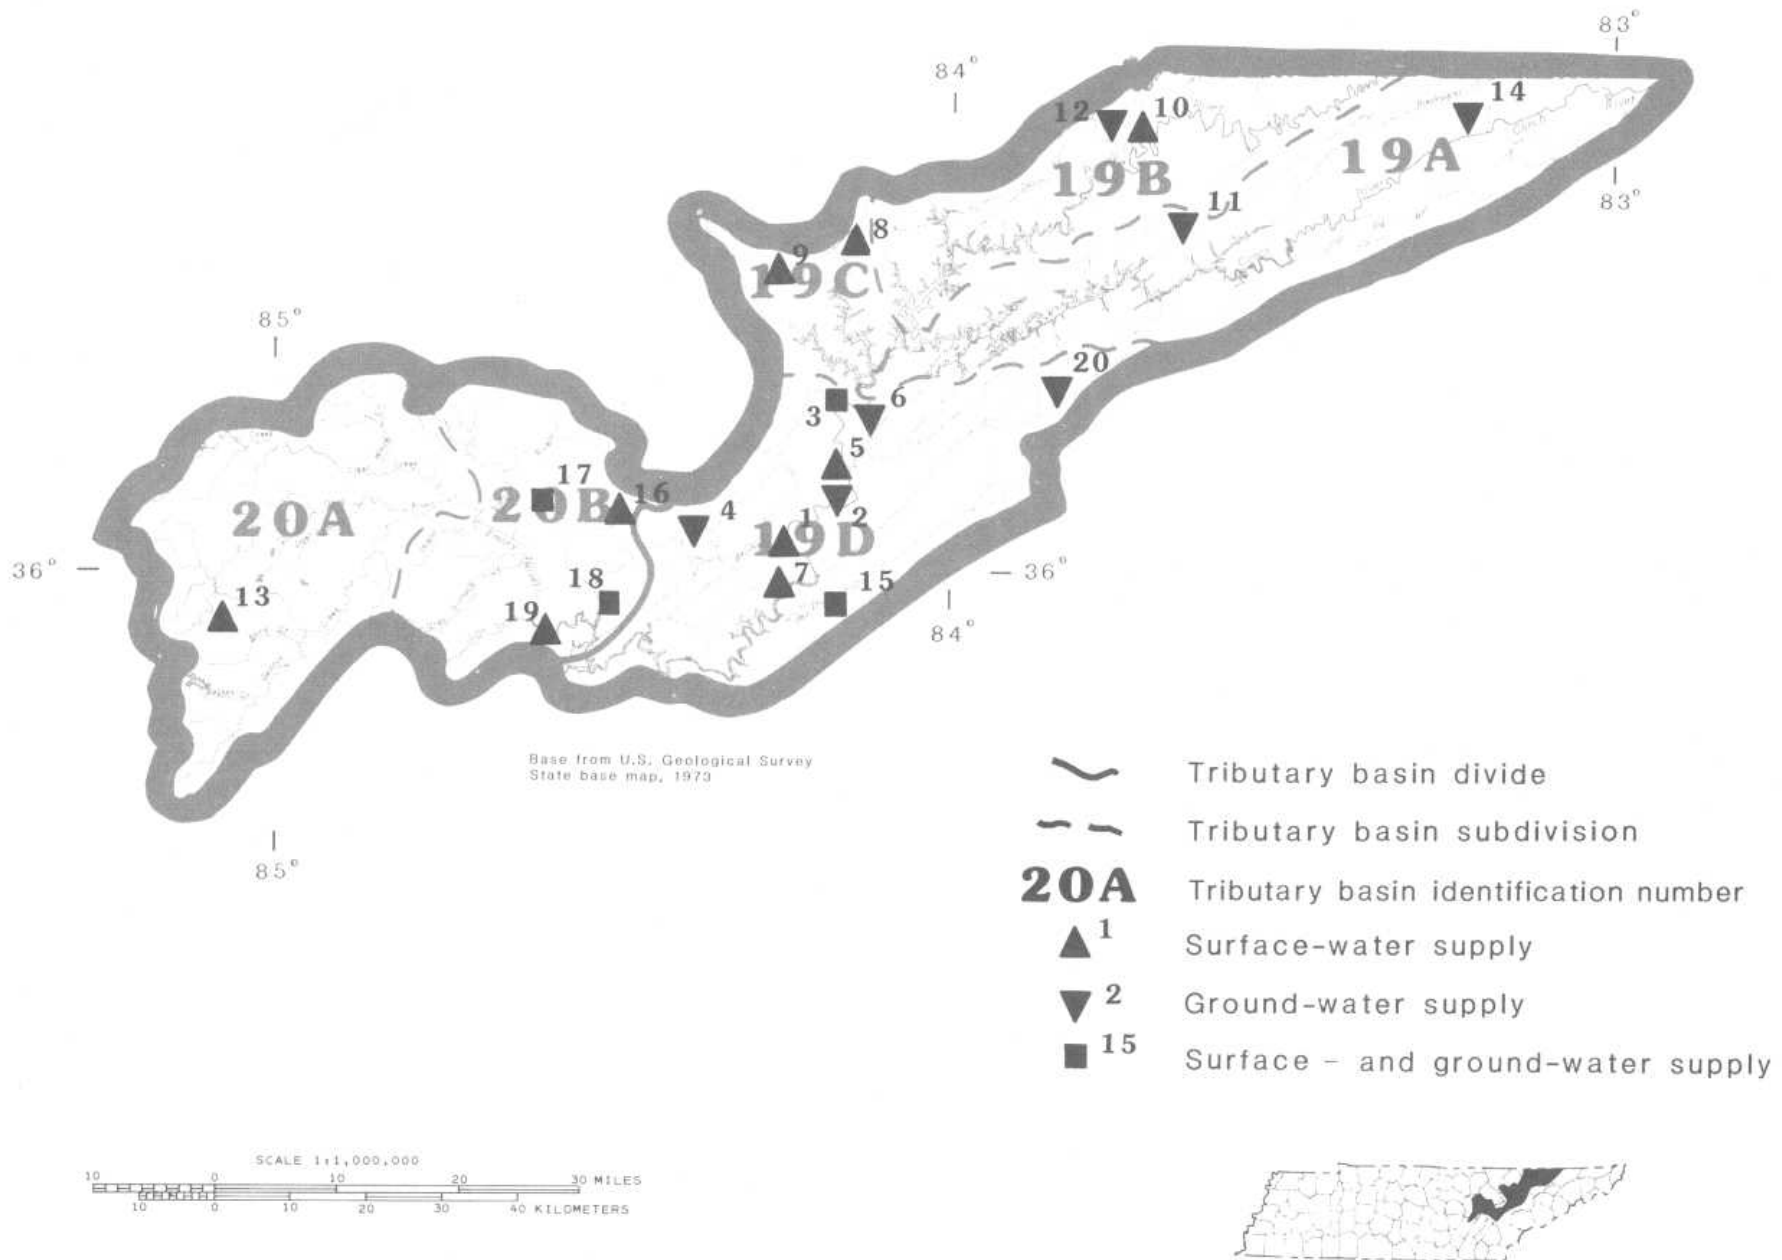 83°
84°
12
10
14
19B
19A
11
83°
8
9
19C
85°
20
3
6
5
17
16
4
2
20A
20B
1
19D
36°
36°
7
18
15
13
19
84°
85°
Base from U.S. Geological Survey
State base map, 1973
Tributary basin divide
Tributary basin subdivision
20A Tributary basin identification number
1 Surface-water supply
2 Ground-water supply
15 Surface - and ground-water supply
SCALE 1:1,000,000
10 0 10 20 30 MILES
10 0 10 20 30 40 KILOMETERS